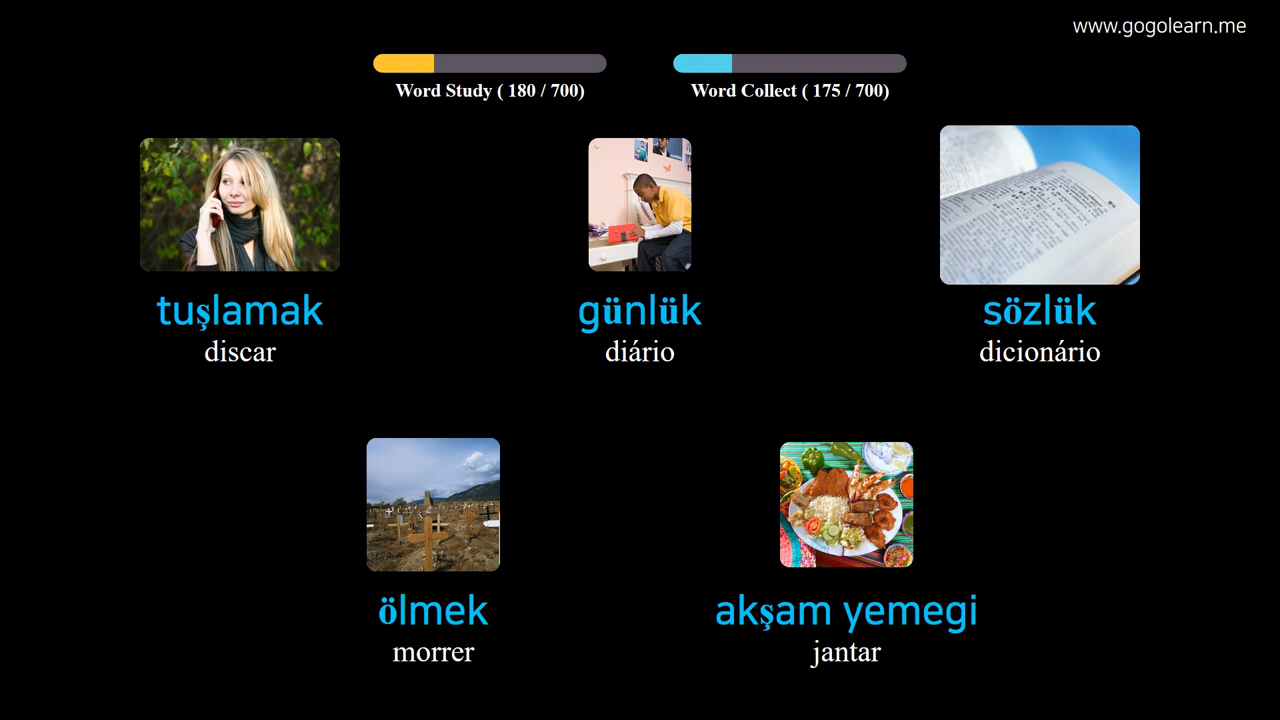 www.gogolearn.me
Word Study ( 180 / 700)
Word Collect ( 175 / 700)
tuşlamak
discar
günlük
diário
sözlük
dicionário
ölmek
morrer
akşam yemegi
jantar